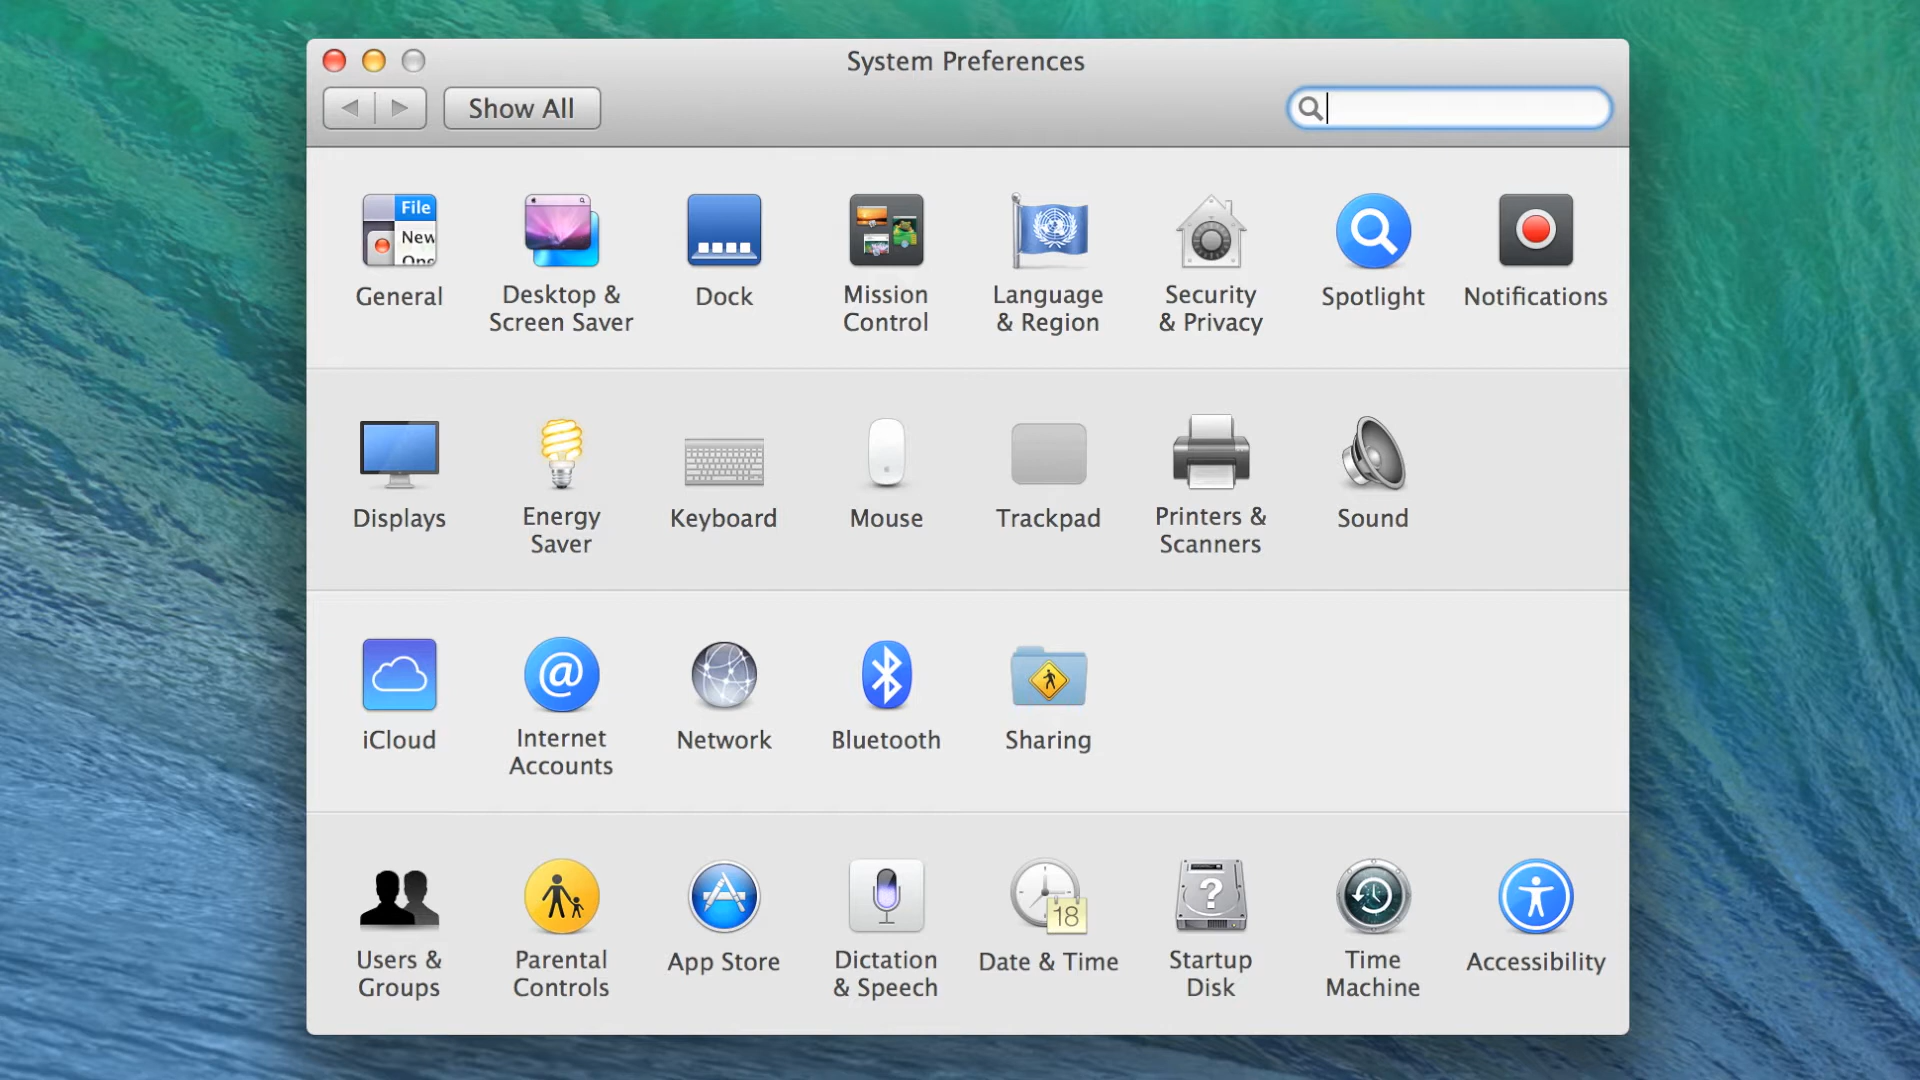 System Preferences
Show All
File
New
General
Desktop &
Screen Saver
Dock
Mission
Control
Language
& Region
Security
& Privacy
Spotlight
Notifications
Displays
Energy
Saver
Keyboard
Mouse
Trackpad
Printers &
Scanners
Sound
@
iCloud
Internet
Accounts
Network
Bluetooth
Sharing
18
?
Users &
Groups
Parental
Controls
App Store
Dictation
& Speech
Date & Time
Startup
Disk
Time
Machine
Accessibility